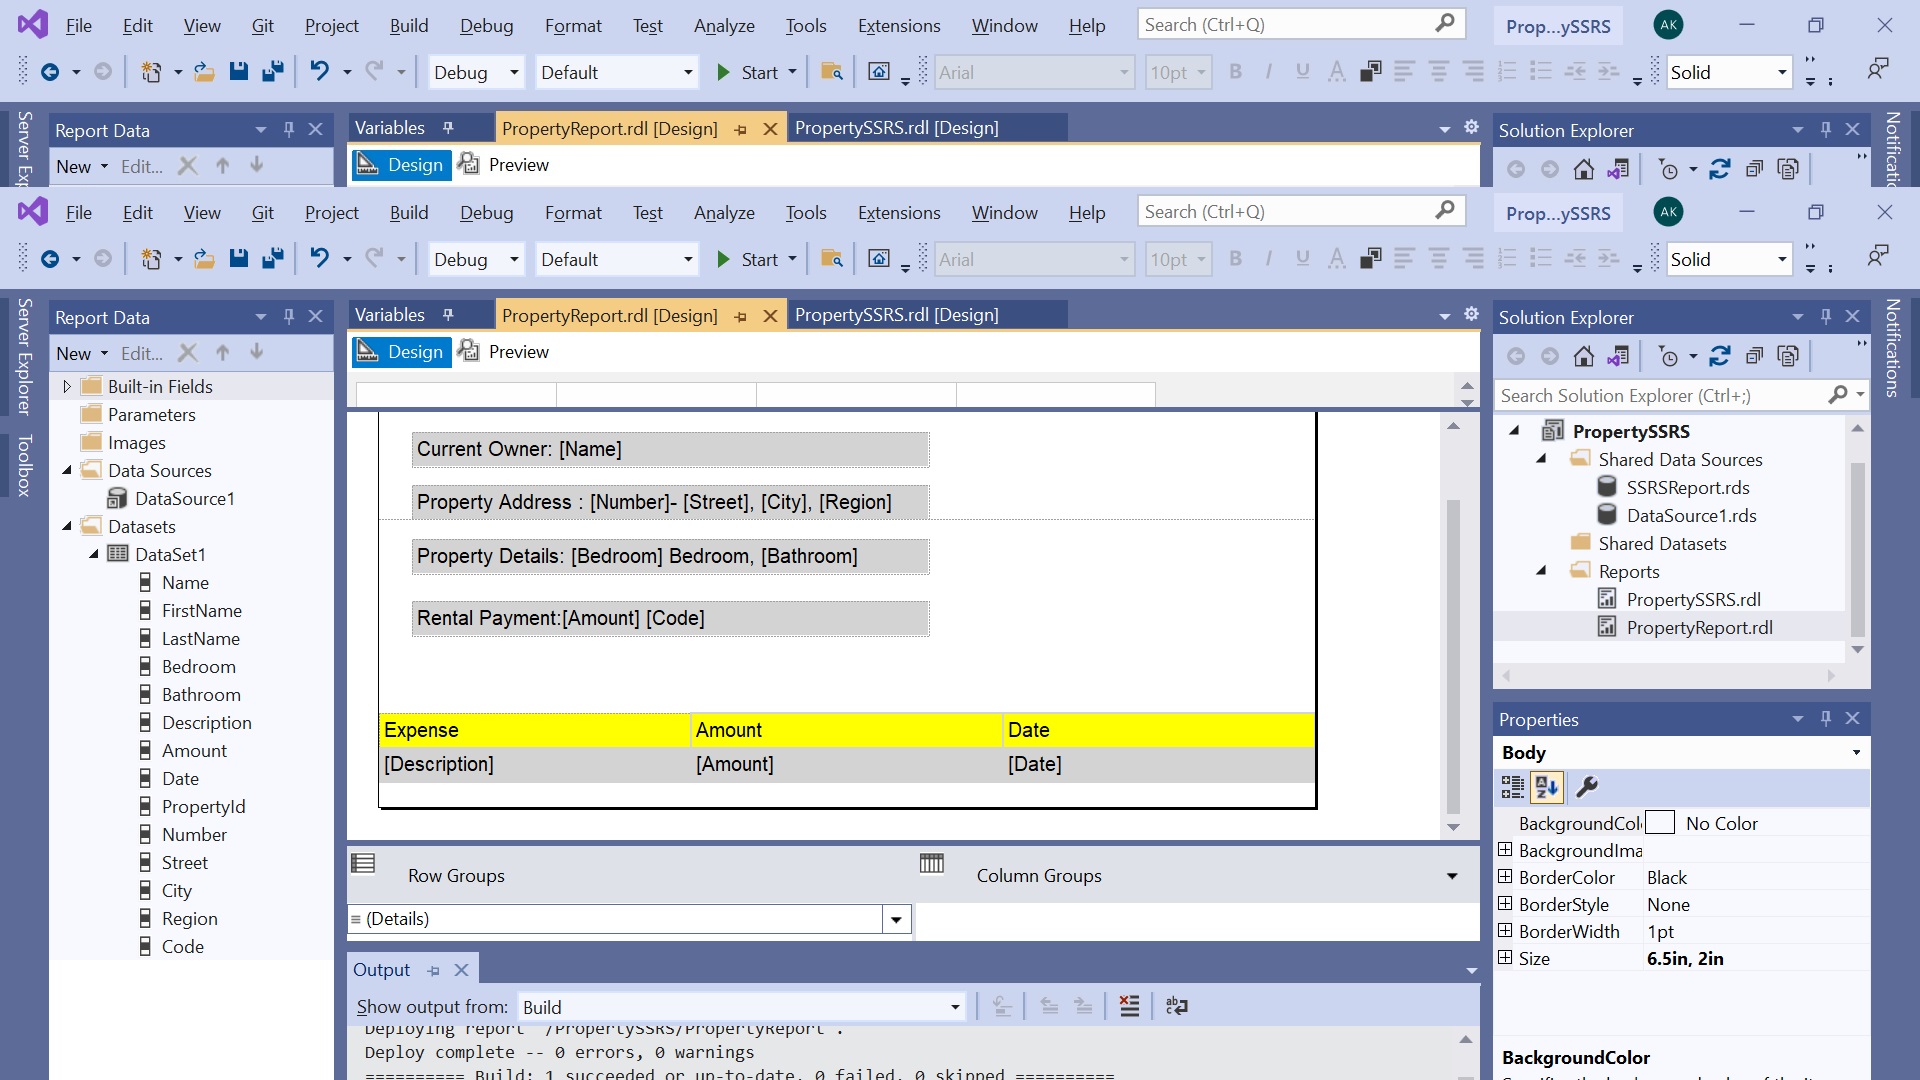 File Edit View Git Project Build Debug Format Test Analyze Tools Extensions Window Help Search (Ctrl+Q) Prop...ySSRS AK
Debug Default Start Arial 10pt B I U A Solid
Server Exp
Report Data
New Edit...
Variables PropertyReport.rdl [Design] PropertySSRS.rdl [Design]
Design Preview
Solution Explorer
File Edit View Git Project Build Debug Format Test Analyze Tools Extensions Window Help Search (Ctrl+Q) Prop...ySSRS AK
Debug Default Start Arial 10pt B I U A Solid
Server Explorer
Toolbox
Report Data
New Edit...
Built-in Fields
Parameters
Images
Data Sources
DataSource1
Datasets
DataSet1
Name
FirstName
LastName
Bedroom
Bathroom
Description
Amount
Date
PropertyId
Number
Street
City
Region
Code
Variables PropertyReport.rdl [Design] PropertySSRS.rdl [Design]
Design Preview
Current Owner: [Name]
Property Address : [Number]- [Street], [City], [Region]
Property Details: [Bedroom] Bedroom, [Bathroom]
Rental Payment:[Amount] [Code]
Expense Amount Date
[Description] [Amount] [Date]
Row Groups Column Groups
(Details)
Output
Show output from: Build
Deploying report '/PropertySSRS/PropertyReport'.
Deploy complete -- 0 errors, 0 warnings
========== Build: 1 succeeded or up-to-date, 0 failed, 0 skipped ==========
Solution Explorer
Search Solution Explorer (Ctrl+;)
PropertySSRS
Shared Data Sources
SSRSReport.rds
DataSource1.rds
Shared Datasets
Reports
PropertySSRS.rdl
PropertyReport.rdl
Properties
Body
BackgroundCol No Color
BackgroundIma
BorderColor Black
BorderStyle None
BorderWidth 1pt
Size 6.5in, 2in
BackgroundColor
Notifications